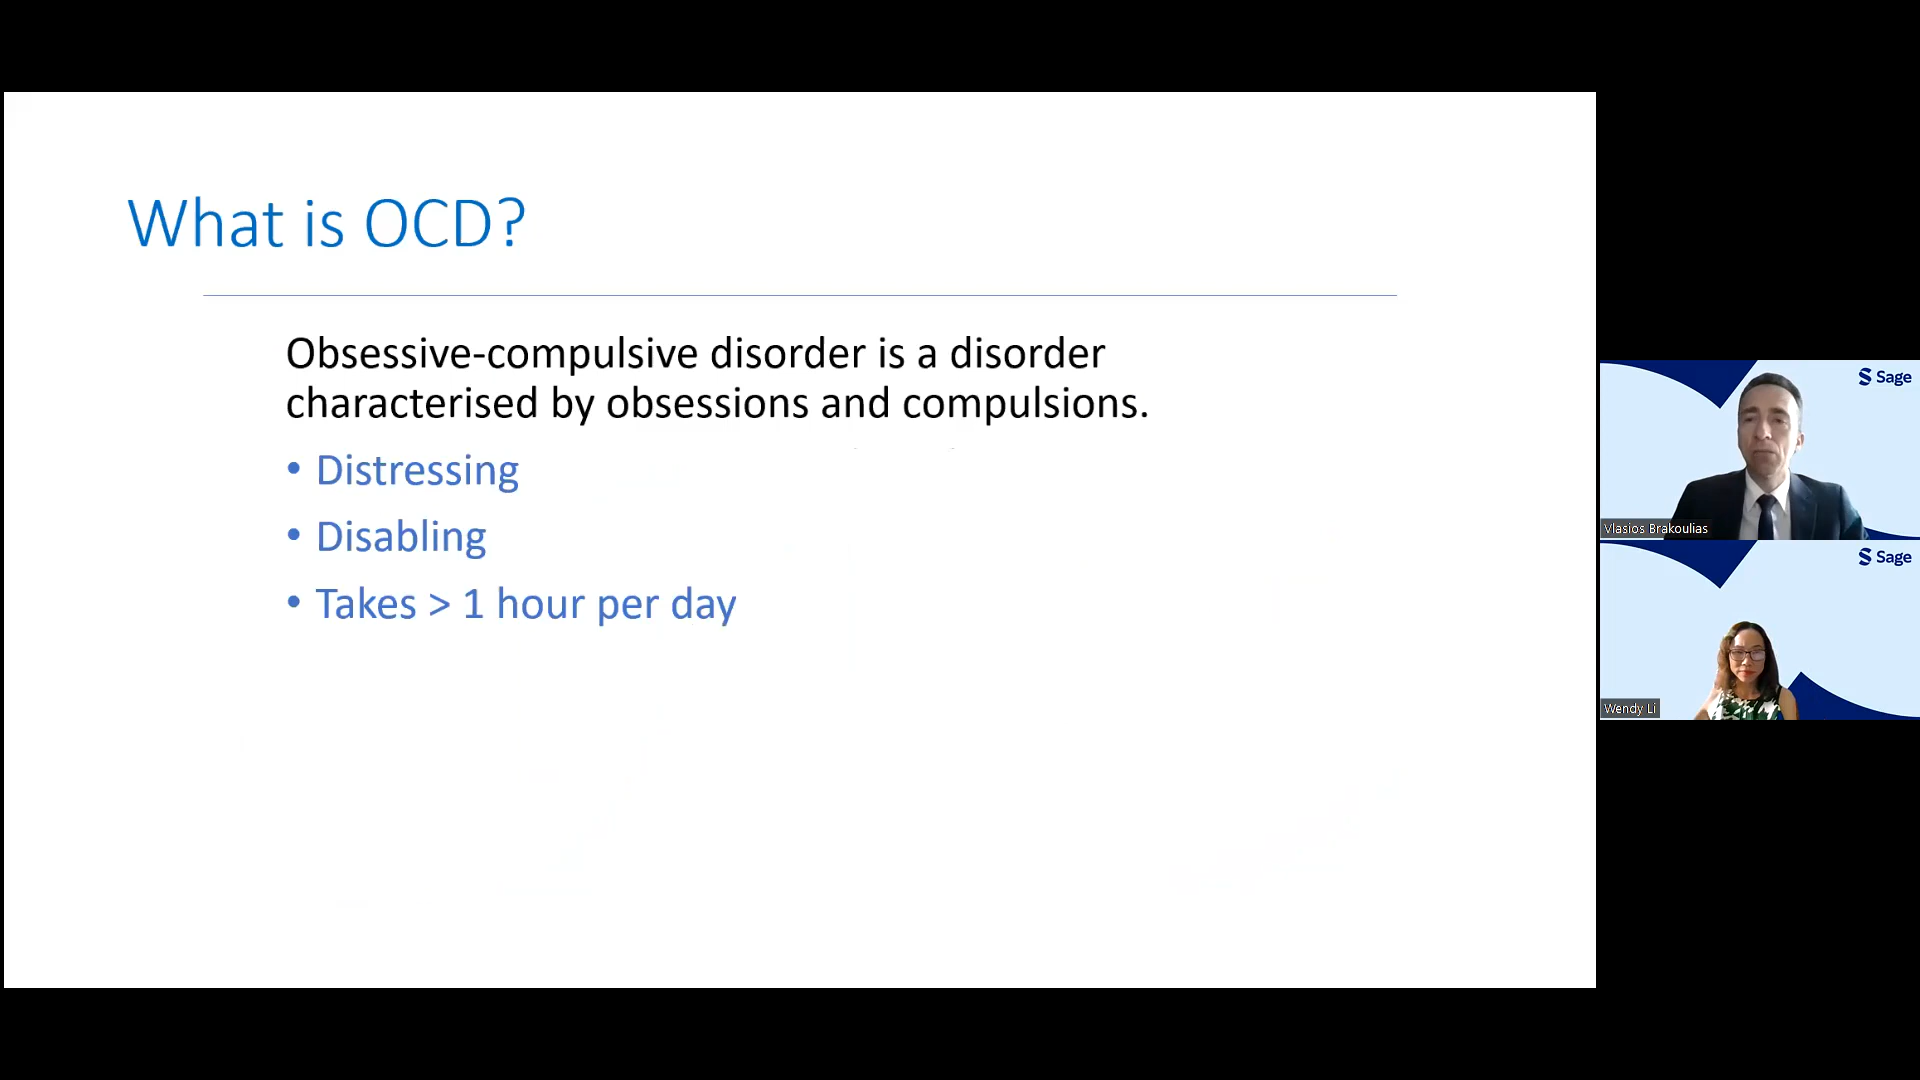 What is OCD?
Obsessive-compulsive disorder is a disorder
characterised by obsessions and compulsions.
• Distressing
• Disabling
• Takes > 1 hour per day
Sage
Vlasios Brakoulias
Sage
Wendy Li